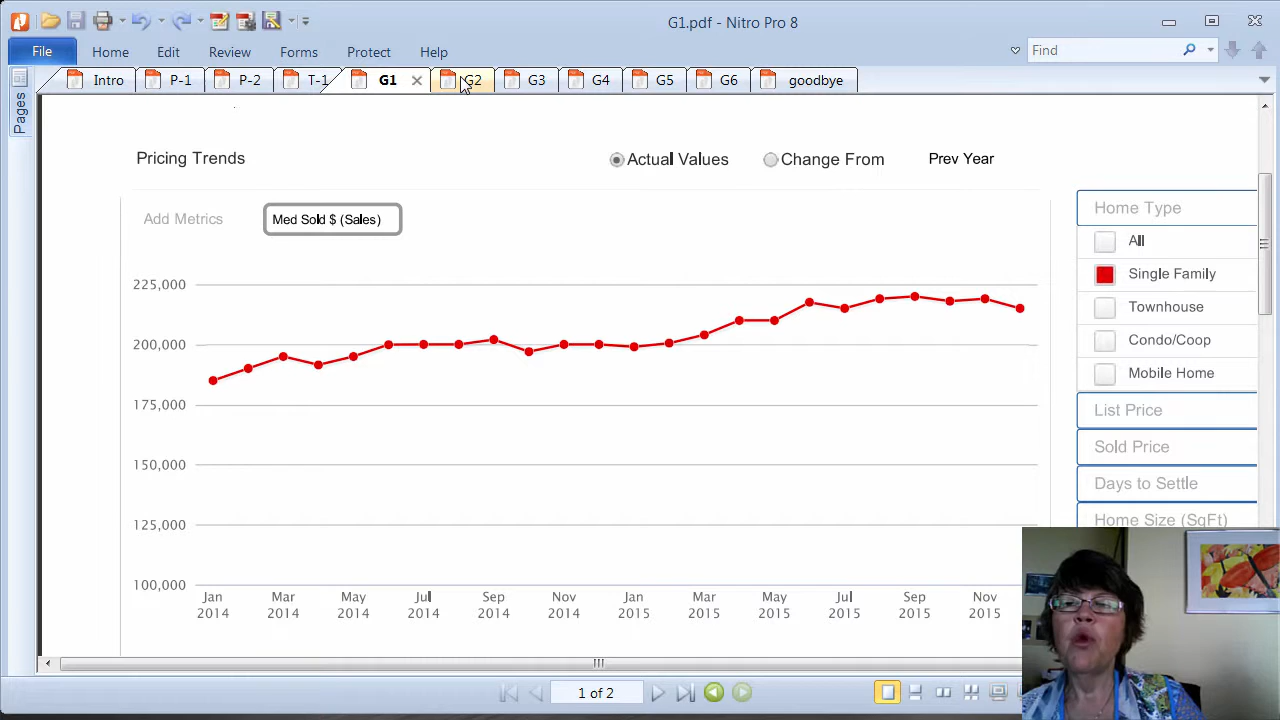 G1.pdf - Nitro Pro 8
File Home Edit Review Forms Protect Help Find
Intro P-1 P-2 T-1 G1 G2 G3 G4 G5 G6 goodbye
Pages
Pricing Trends Actual Values Change From Prev Year
Add Metrics Med Sold $ (Sales)
Home Type
All
Single Family
Townhouse
Condo/Coop
Mobile Home
List Price
Sold Price
Days to Settle
Home Size (SqFt)
225,000
200,000
175,000
150,000
125,000
100,000
Jan Mar May Jul Sep Nov Jan Mar May Jul Sep Nov
2014 2014 2014 2014 2014 2014 2015 2015 2015 2015 2015 2015
1 of 2